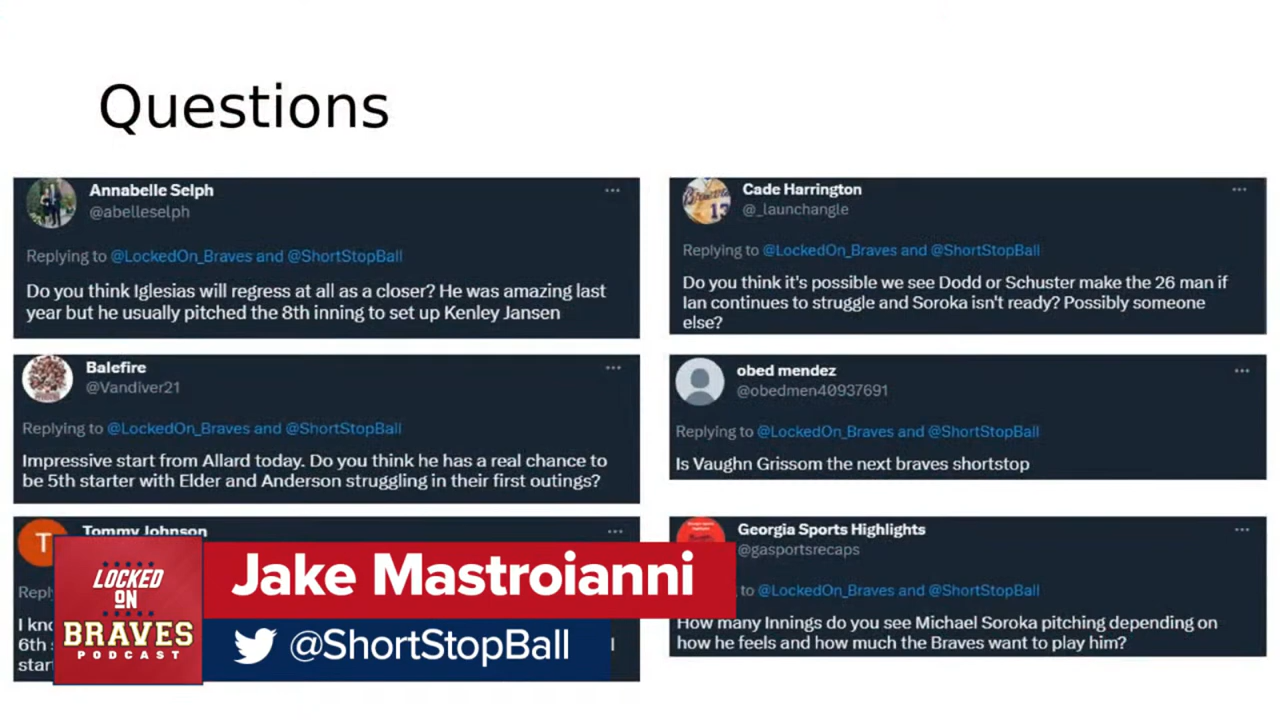 Questions
Annabelle Selph
@abelleselph
Replying to @LockedOn_Braves and @ShortStopBall
Do you think Iglesias will regress at all as a closer? He was amazing last
year but he usually pitched the 8th inning to set up Kenley Jansen
Cade Harrington
@_launchangle
Replying to @LockedOn_Braves and @ShortStopBall
Do you think it's possible we see Dodd or Schuster make the 26 man if
Ian continues to struggle and Soroka isn't ready? Possibly someone
else?
Balefire
@Vandiver21
Replying to @LockedOn_Braves and @ShortStopBall
Impressive start from Allard today. Do you think he has a real chance to
be 5th starter with Elder and Anderson struggling in their first outings?
obed mendez
@obedmen40937691
Replying to @LockedOn_Braves and @ShortStopBall
Is Vaughn Grissom the next braves shortstop
T
Tommy Johnson
I
6th
Georgia Sports Highlights
@gasportsrecaps
to @LockedOn_Braves and @ShortStopBall
How many Innings do you see Michael Soroka pitching depending on
how he feels and how much the Braves want to play him?
LOCKED
ON
BRAVES
PODCAST
Jake Mastroianni
@ShortStopBall